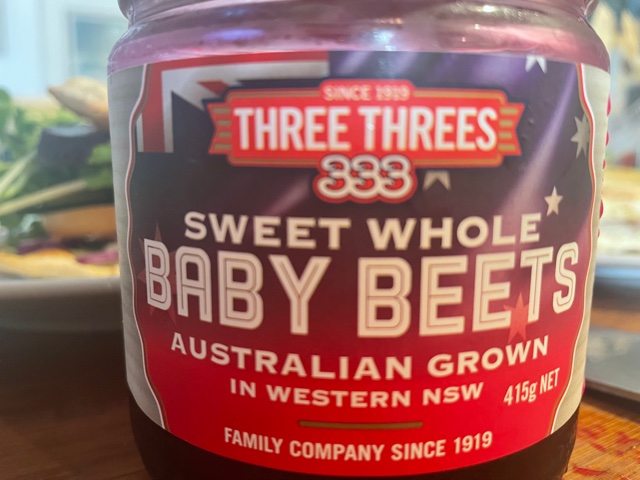 SINCE 1919
THREE THREES
333
SWEET WHOLE
BABY BEETS
AUSTRALIAN GROWN
IN WESTERN NSW
415g NET
FAMILY COMPANY SINCE 1919